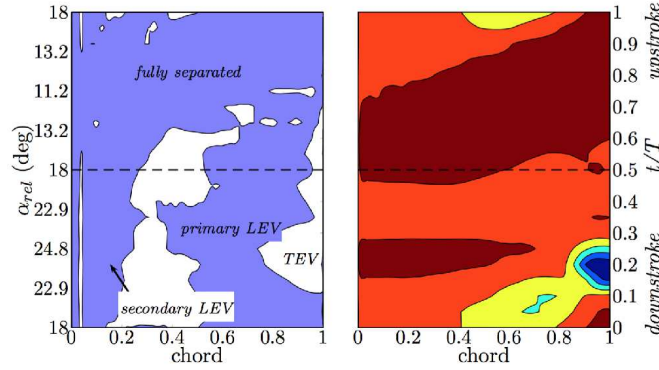 18
13.2
11.2
13.2
18
22.9
24.8
22.9
18
α_rel (deg)
fully separated
primary LEV
TEV
secondary LEV
0 0.2 0.4 0.6 0.8 1
chord
1
0.9
0.8
0.7
0.6
0.5
0.4
0.3
0.2
0.1
0
upstroke
t/T
downstroke
0 0.2 0.4 0.6 0.8 1
chord